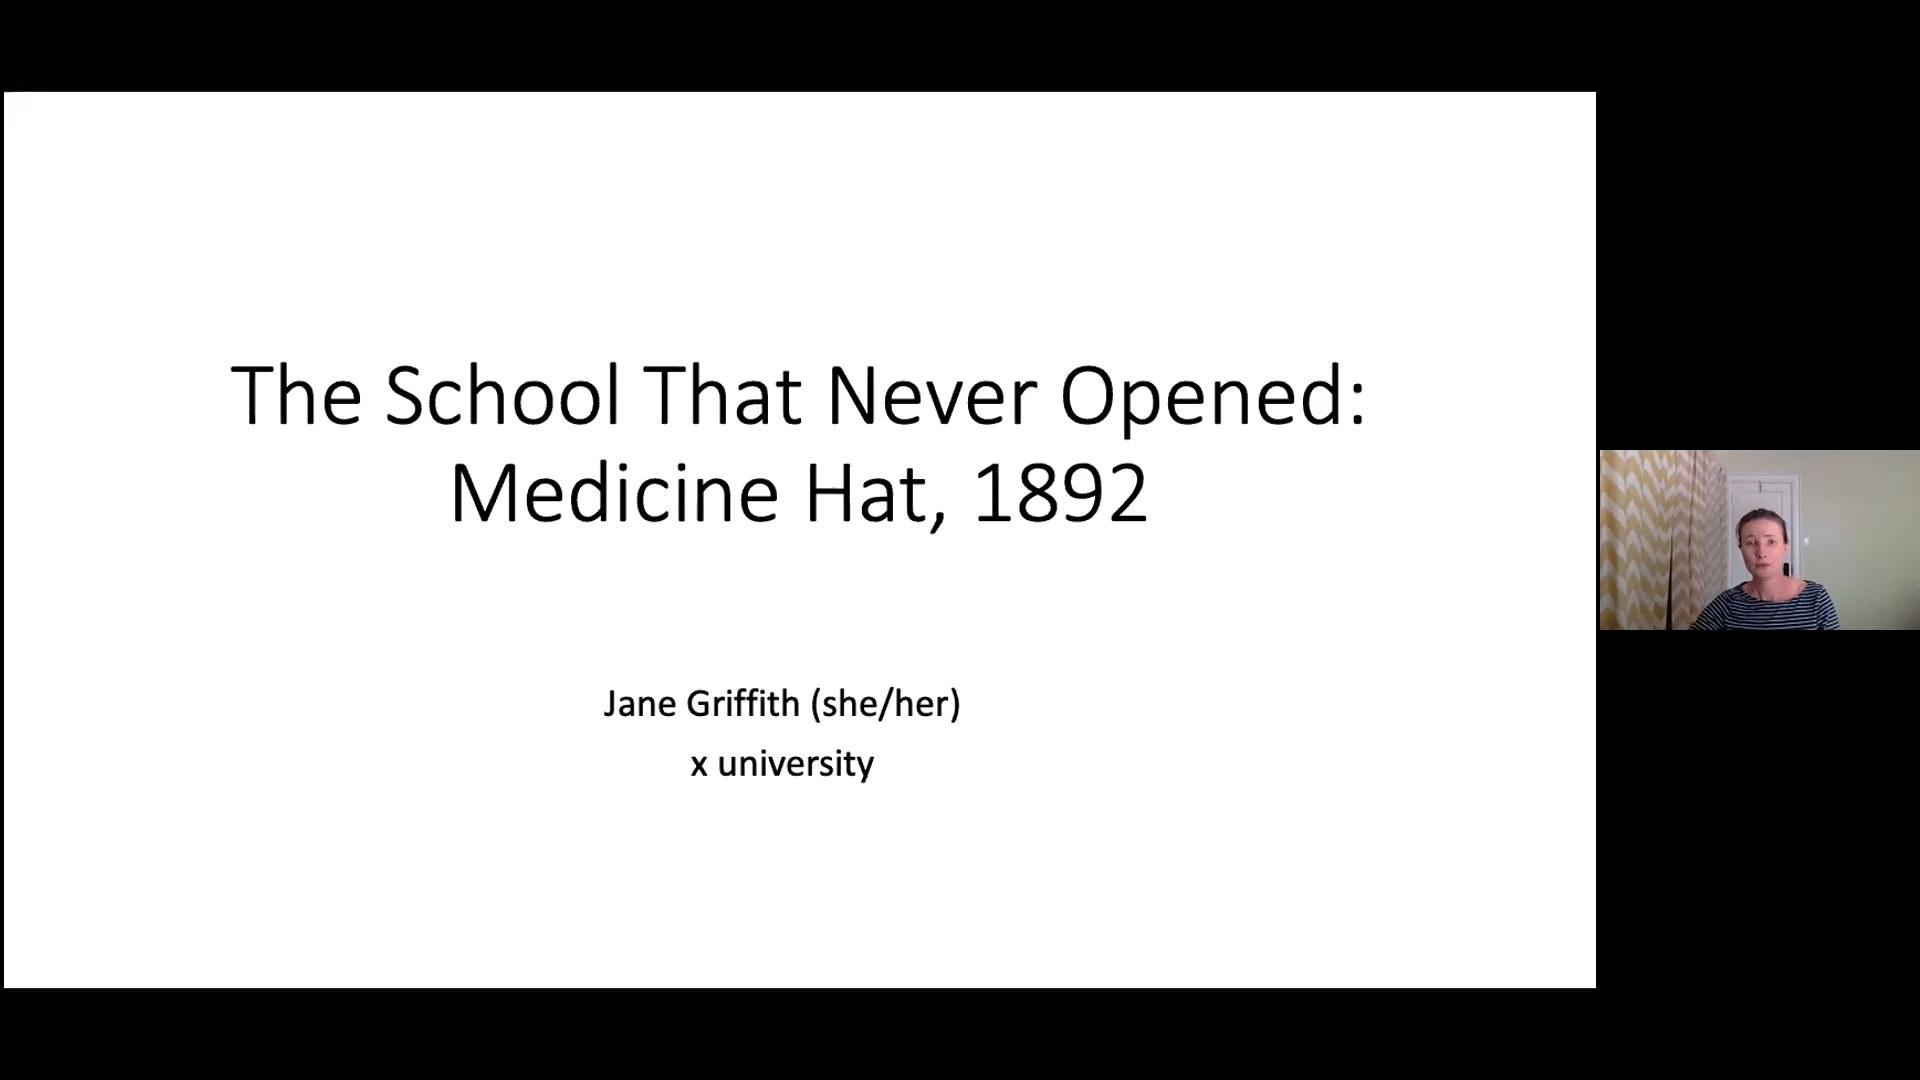 The School That Never Opened:
Medicine Hat, 1892
Jane Griffith (she/her)
x university